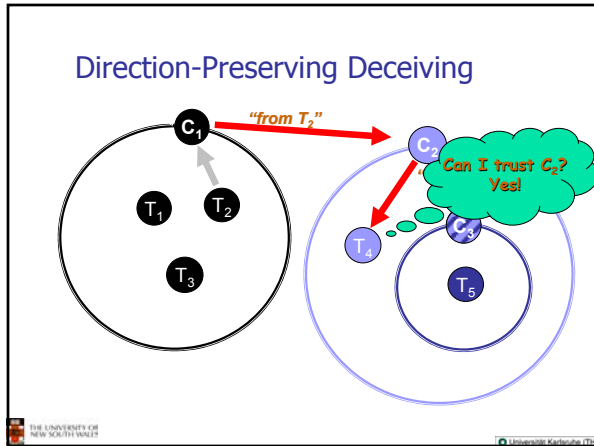 Direction-Preserving Deceiving
C1
"from T2"
C2
Can I trust C2?
Yes!
T1
T2
T4
C3
T3
T5
THE UNIVERSITY OF
NEW SOUTH WALES
Universität Karlsruhe (TH